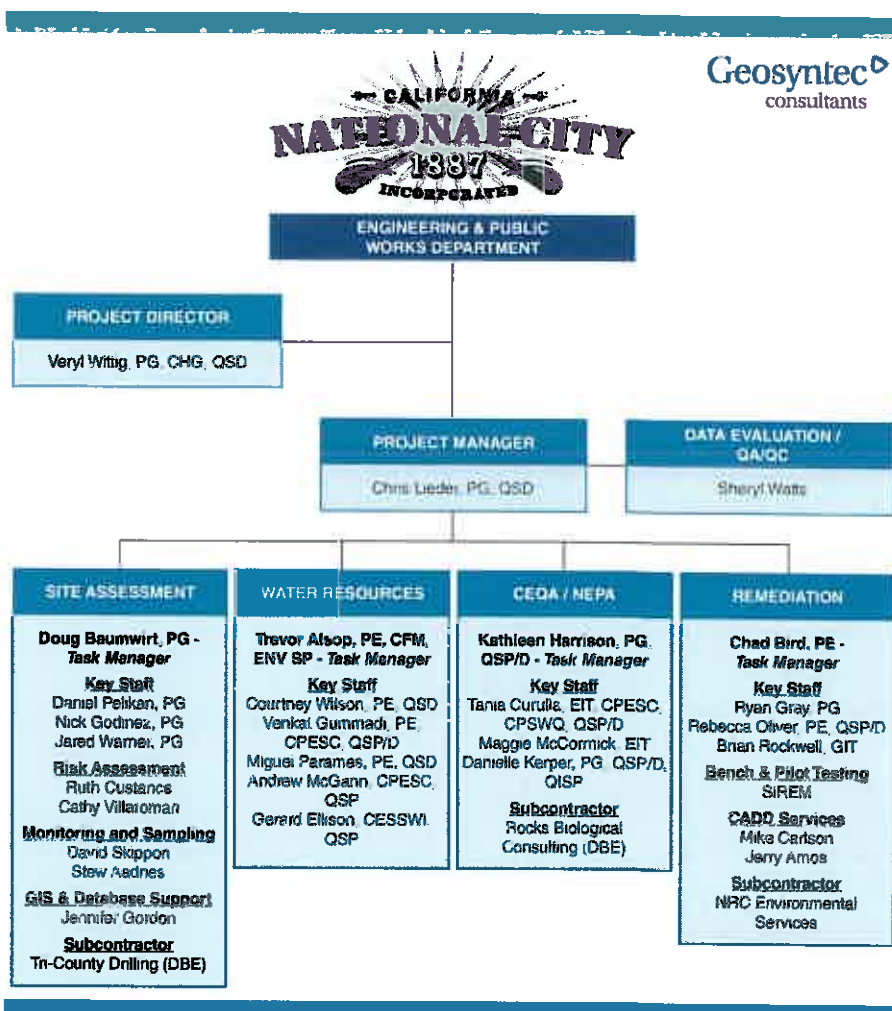 Geosyntec
consultants
CALIFORNIA
NATIONAL CITY
1887
INCORPORATED
ENGINEERING & PUBLIC
WORKS DEPARTMENT
PROJECT DIRECTOR
Veryl Wittig, PG, CHG, QSD
PROJECT MANAGER
Chris Lieder, PG, QSD
DATA EVALUATION /
QA/QC
Sheryl Watts
SITE ASSESSMENT
Doug Baumwirt, PG -
Task Manager
Key Staff
Daniel Pelikan, PG
Nick Godinez, PG
Jared Warner, PG
Risk Assessment
Ruth Custance
Cathy Villaroman
Monitoring and Sampling
David Skippon
Stew Aadnes
GIS & Database Support
Jennifer Gordon
Subcontractor
Tri-County Drilling (DBE)
WATER RESOURCES
Trevor Alsop, PE, CFM,
ENV SP - Task Manager
Key Staff
Courtney Wilson, PE, QSD
Venkat Gummadi, PE,
CPESC, QSP/D
Miguel Parames, PE, QSD
Andrew McGann, CPESC,
QSP
Gerard Ellison, CESSWI,
QSP
CEQA / NEPA
Kathleen Harrison, PG,
QSP/D - Task Manager
Key Staff
Tania Curulla, EIT, CPESC,
CPSWQ, QSP/D
Maggie McCormick, EIT
Danielle Kerper, PG, QSP/D,
QISP
Subcontractor
Rocks Biological
Consulting (DBE)
REMEDIATION
Chad Bird, PE -
Task Manager
Key Staff
Ryan Gray, PG
Rebecca Oliver, PE, QSP/D
Brian Rockwell, GIT
Bench & Pilot Testing
SiREM
CADD Services
Mike Carlson
Jerry Amos
Subcontractor
NRC Environmental
Services